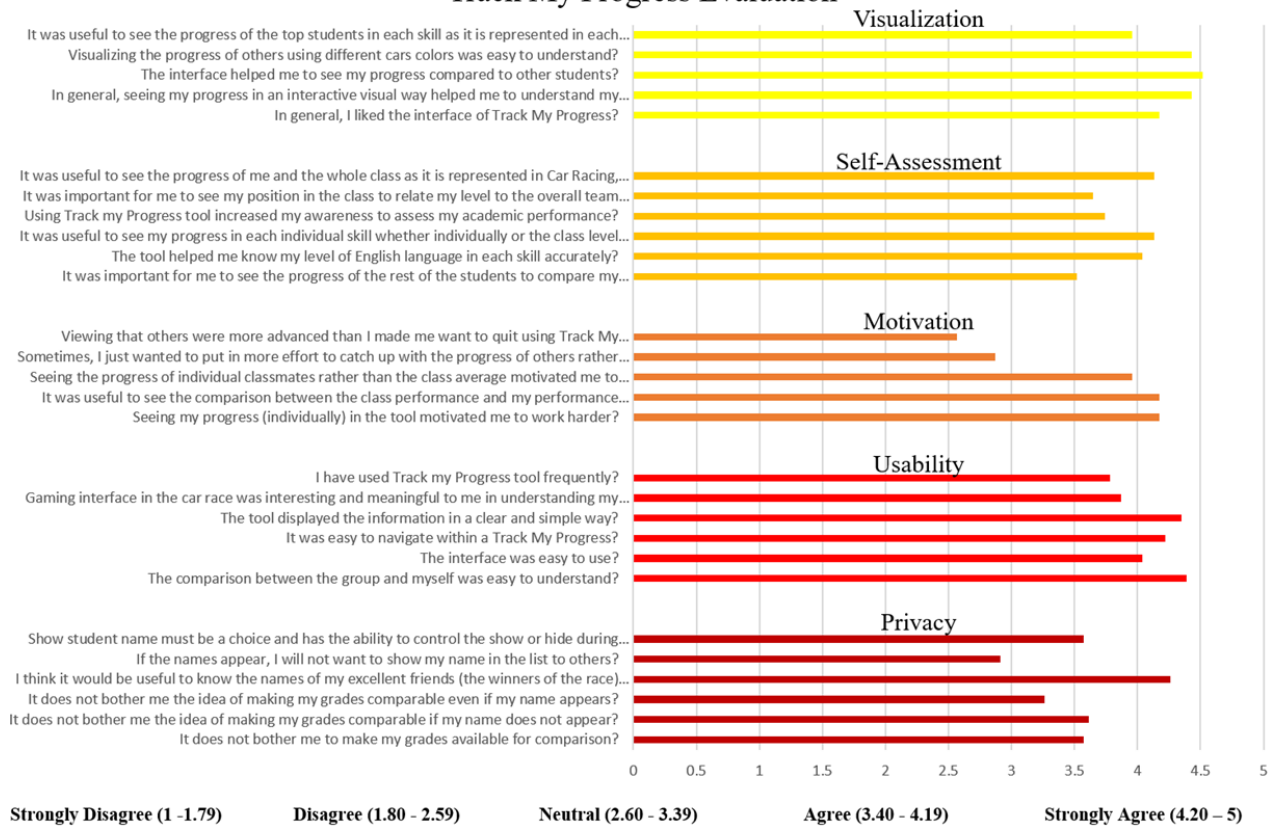 Track My Progress Evaluation
Visualization
It was useful to see the progress of the top students in each skill as it is represented in each...
Visualizing the progress of others using different cars colors was easy to understand?
The interface helped me to see my progress compared to other students?
In general, seeing my progress in an interactive visual way helped me to understand my...
In general, I liked the interface of Track My Progress?
Self-Assessment
It was useful to see the progress of me and the whole class as it is represented in Car Racing,...
It was important for me to see my position in the class to relate my level to the overall team...
Using Track my Progress tool increased my awareness to assess my academic performance?
It was useful to see my progress in each individual skill whether individually or the class level...
The tool helped me know my level of English language in each skill accurately?
It was important for me to see the progress of the rest of the students to compare my...
Motivation
Viewing that others were more advanced than I made me want to quit using Track My...
Sometimes, I just wanted to put in more effort to catch up with the progress of others rather...
Seeing the progress of individual classmates rather than the class average motivated me to...
It was useful to see the comparison between the class performance and my performance...
Seeing my progress (individually) in the tool motivated me to work harder?
Usability
I have used Track my Progress tool frequently?
Gaming interface in the car race was interesting and meaningful to me in understanding my...
The tool displayed the information in a clear and simple way?
It was easy to navigate within a Track My Progress?
The interface was easy to use?
The comparison between the group and myself was easy to understand?
Privacy
Show student name must be a choice and has the ability to control the show or hide during...
If the names appear, I will not want to show my name in the list to others?
I think it would be useful to know the names of my excellent friends (the winners of the race)...
It does not bother me the idea of making my grades comparable even if my name appears?
It does not bother me the idea of making my grades comparable if my name does not appear?
It does not bother me to make my grades available for comparison?
0 0.5 1 1.5 2 2.5 3 3.5 4 4.5 5
Strongly Disagree (1 -1.79) Disagree (1.80 - 2.59) Neutral (2.60 - 3.39) Agree (3.40 - 4.19) Strongly Agree (4.20 – 5)